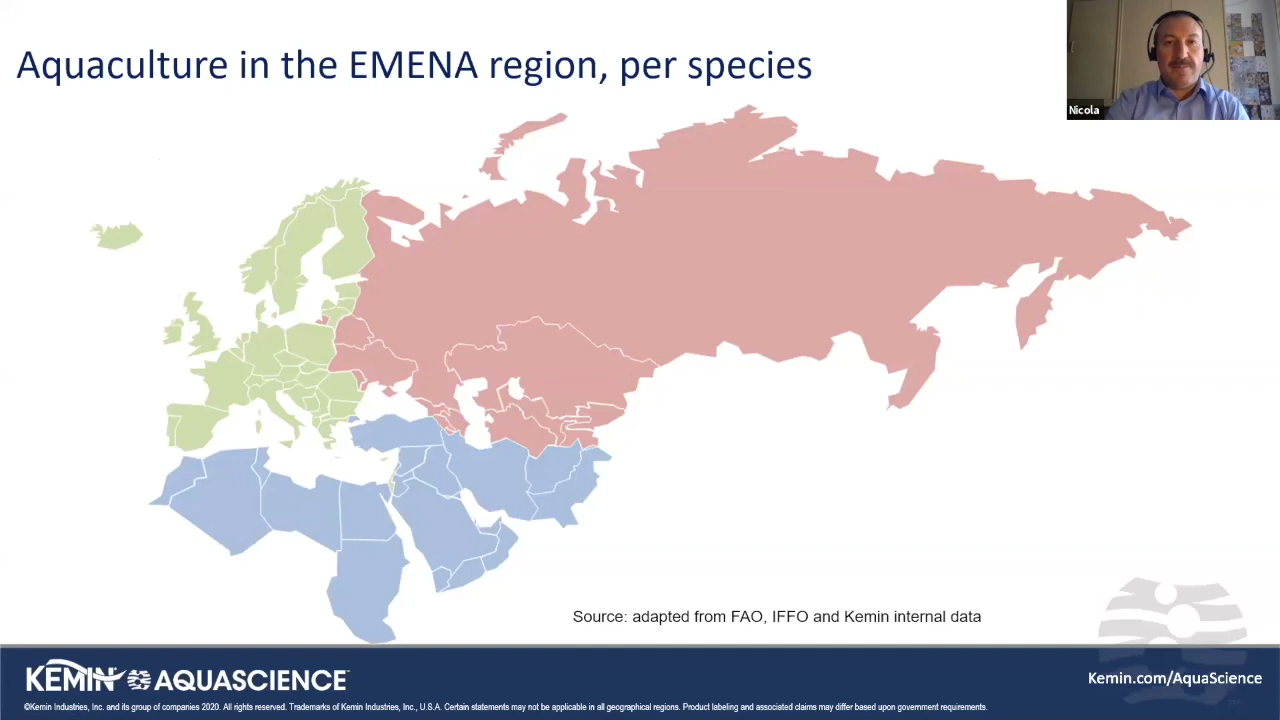 Aquaculture in the EMENA region, per species
Nicola
Source: adapted from FAO, IFFO and Kemin internal data
KEMIN AQUASCIENCE™
Kemin.com/AquaScience
©Kemin Industries, Inc. and its group of companies 2020. All rights reserved. Trademarks of Kemin Industries, Inc., U.S.A. Certain statements may not be applicable in all geographical regions. Product labeling and associated claims may differ based upon government requirements.